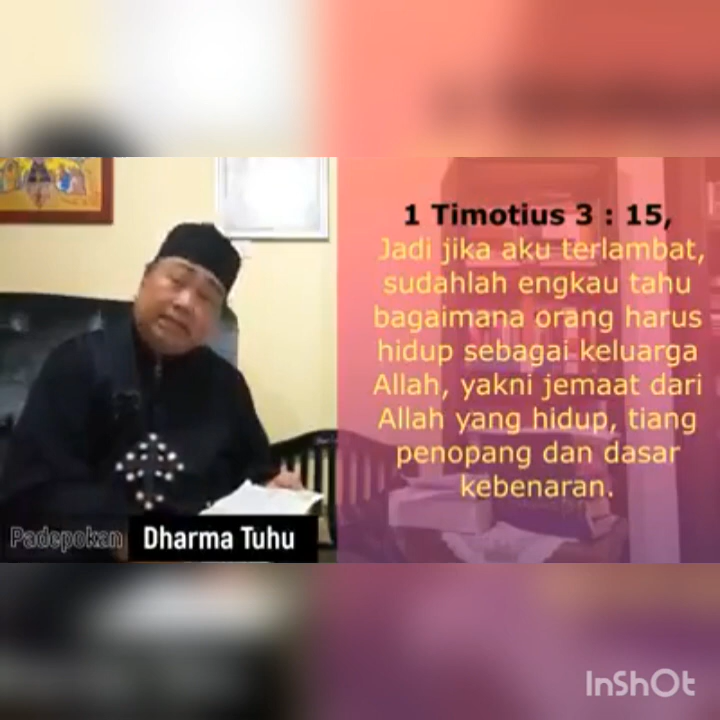 1 Timotius 3 : 15,
Jadi jika aku terlambat,
sudahlah engkau tahu
bagaimana orang harus
hidup sebagai keluarga
Allah, yakni jemaat dari
Allah yang hidup, tiang
penopang dan dasar
kebenaran.
Padepokan Dharma Tuhu
InShOt